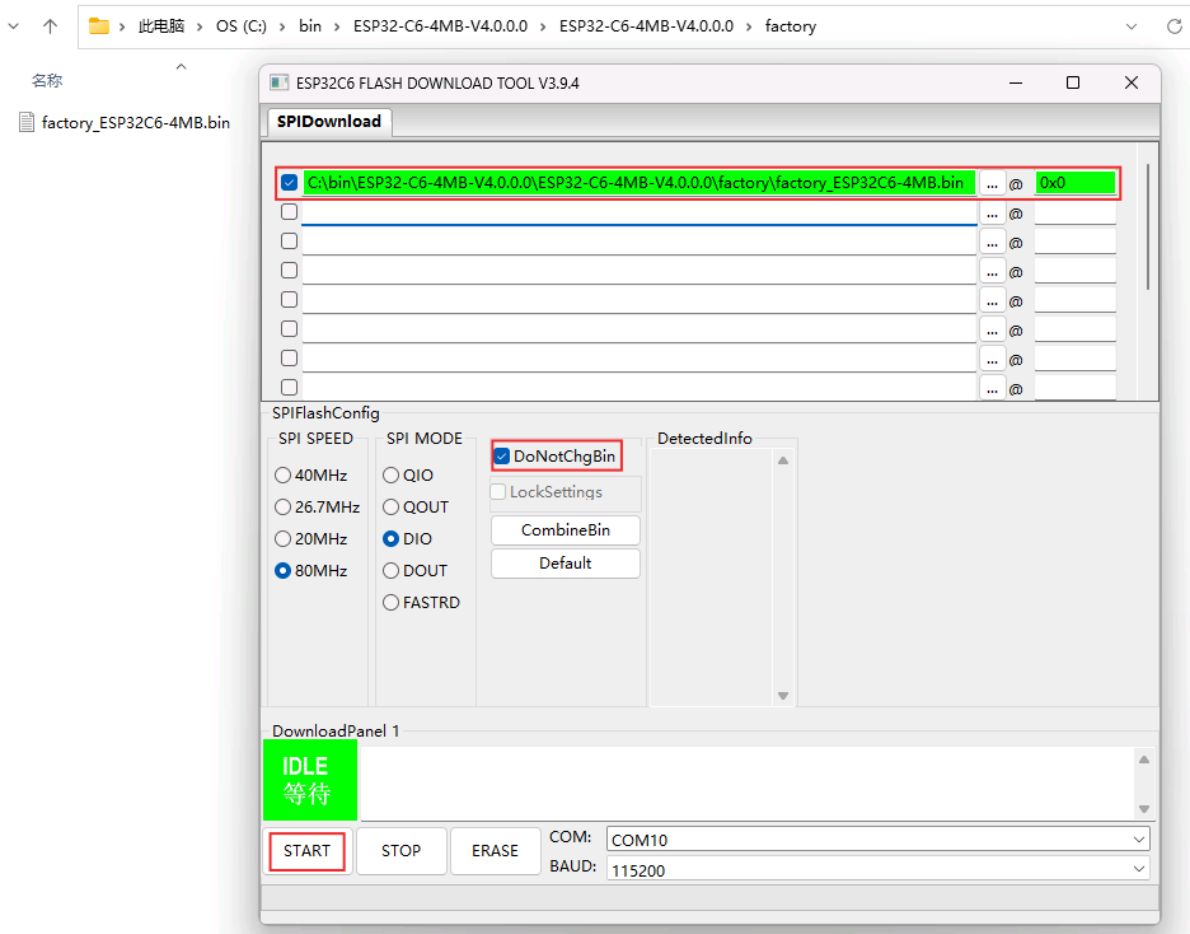 此电脑 › OS (C:) › bin › ESP32-C6-4MB-V4.0.0.0 › ESP32-C6-4MB-V4.0.0.0 › factory
名称
factory_ESP32C6-4MB.bin
ESP32C6 FLASH DOWNLOAD TOOL V3.9.4
SPIDownload
C:\bin\ESP32-C6-4MB-V4.0.0.0\ESP32-C6-4MB-V4.0.0.0\factory\factory_ESP32C6-4MB.bin ... @ 0x0
... @
... @
... @
... @
... @
... @
... @
SPIFlashConfig
SPI SPEED
40MHz
26.7MHz
20MHz
80MHz
SPI MODE
QIO
QOUT
DIO
DOUT
FASTRD
DoNotChgBin
LockSettings
CombineBin
Default
DetectedInfo
DownloadPanel 1
IDLE
等待
START STOP ERASE
COM: COM10
BAUD: 115200